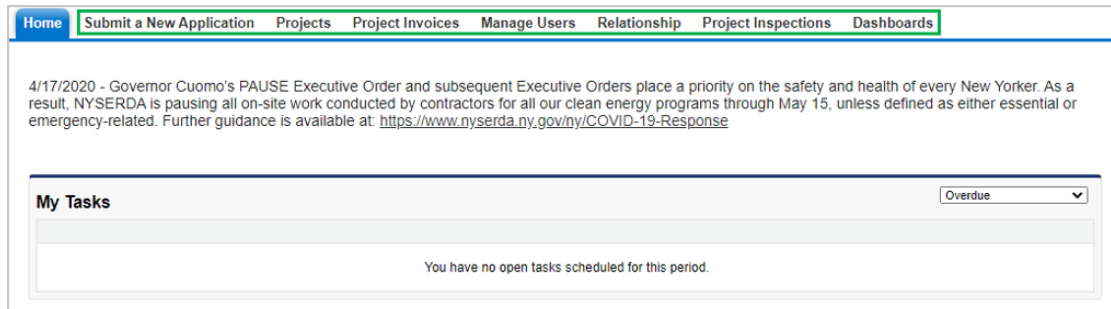 Home Submit a New Application Projects Project Invoices Manage Users Relationship Project Inspections Dashboards
4/17/2020 - Governor Cuomo's PAUSE Executive Order and subsequent Executive Orders place a priority on the safety and health of every New Yorker. As a
result, NYSERDA is pausing all on-site work conducted by contractors for all our clean energy programs through May 15, unless defined as either essential or
emergency-related. Further guidance is available at: https://www.nyserda.ny.gov/ny/COVID-19-Response
My Tasks Overdue
You have no open tasks scheduled for this period.